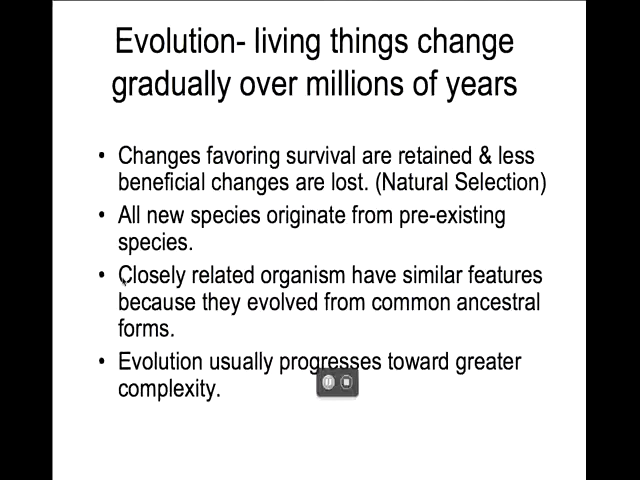 Evolution- living things change
gradually over millions of years
• Changes favoring survival are retained & less
beneficial changes are lost. (Natural Selection)
• All new species originate from pre-existing
species.
• Closely related organism have similar features
because they evolved from common ancestral
forms.
• Evolution usually progresses toward greater
complexity.